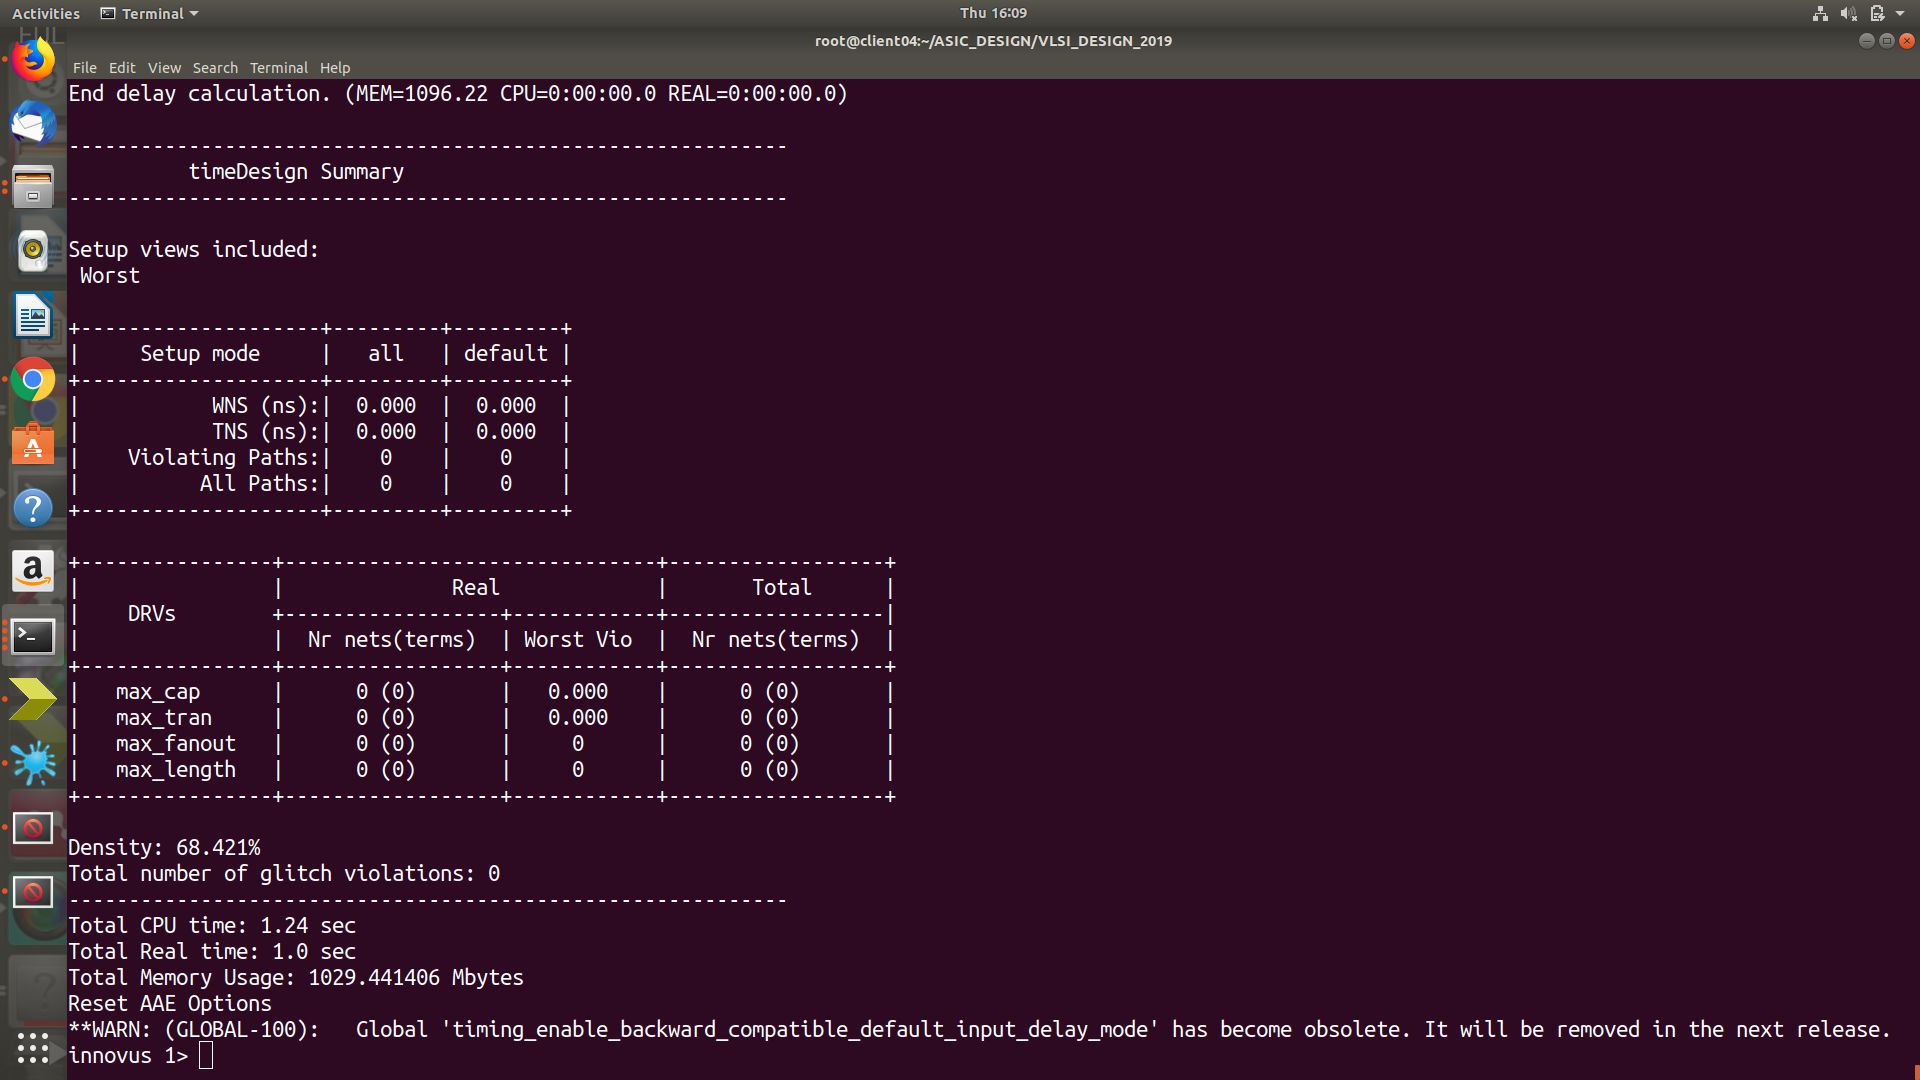 Activities Terminal Thu 16:09
root@client04:~/ASIC_DESIGN/VLSI_DESIGN_2019
File Edit View Search Terminal Help
End delay calculation. (MEM=1096.22 CPU=0:00:00.0 REAL=0:00:00.0)
------------------------------------------------------------
          timeDesign Summary
------------------------------------------------------------
Setup views included:
 Worst
+--------------------+---------+---------+
|     Setup mode     |   all   | default |
+--------------------+---------+---------+
|           WNS (ns):|  0.000  |  0.000  |
|           TNS (ns):|  0.000  |  0.000  |
|    Violating Paths:|    0    |    0    |
|          All Paths:|    0    |    0    |
+--------------------+---------+---------+
+----------------+-------------------------------+------------------+
|                |              Real             |       Total      |
|    DRVs        +------------------+------------+------------------|
|                |  Nr nets(terms)  | Worst Vio  |  Nr nets(terms)  |
+----------------+------------------+------------+------------------+
|   max_cap      |      0 (0)       |   0.000    |      0 (0)       |
|   max_tran     |      0 (0)       |   0.000    |      0 (0)       |
|   max_fanout   |      0 (0)       |     0      |      0 (0)       |
|   max_length   |      0 (0)       |     0      |      0 (0)       |
+----------------+------------------+------------+------------------+
Density: 68.421%
Total number of glitch violations: 0
------------------------------------------------------------
Total CPU time: 1.24 sec
Total Real time: 1.0 sec
Total Memory Usage: 1029.441406 Mbytes
Reset AAE Options
**WARN: (GLOBAL-100):   Global 'timing_enable_backward_compatible_default_input_delay_mode' has become obsolete. It will be removed in the next release.
innovus 1>